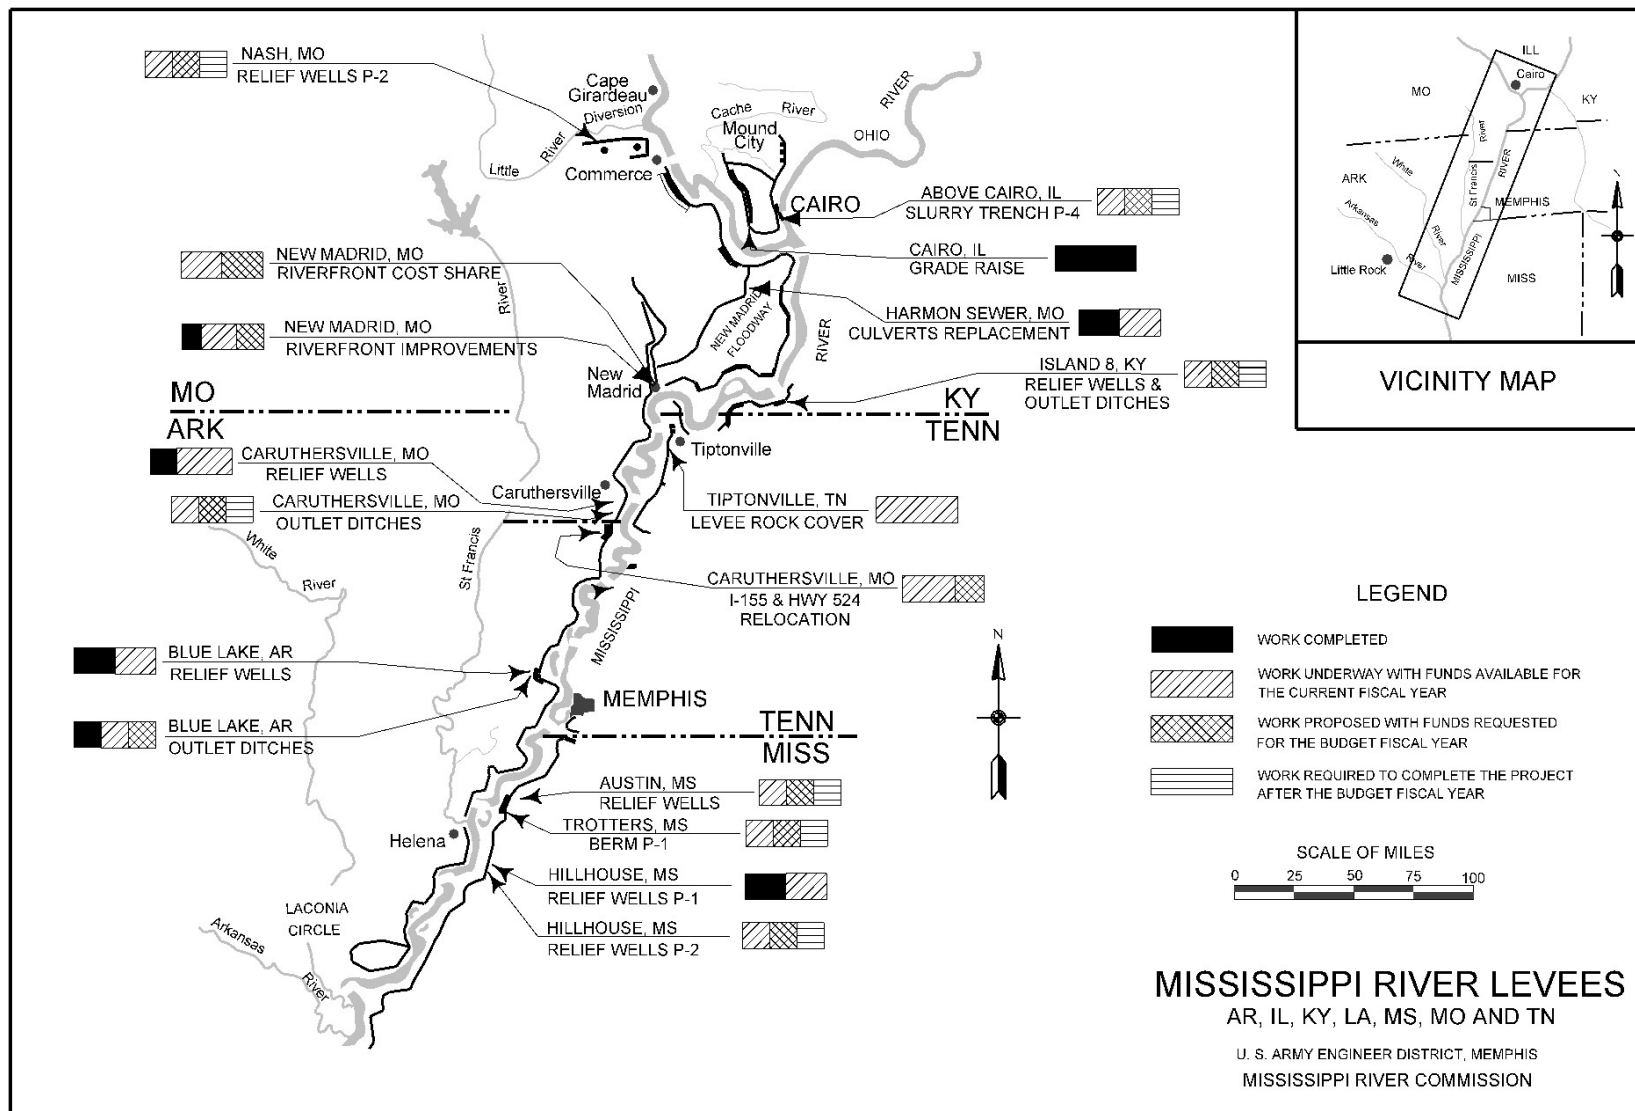 NASH, MO
RELIEF WELLS P-2
Cape
Girardeau
Diversion
River
Little
Commerce
Cache
River
Mound
City
RIVER
OHIO
CAIRO
ABOVE CAIRO, IL
SLURRY TRENCH P-4
CAIRO, IL
GRADE RAISE
NEW MADRID, MO
RIVERFRONT COST SHARE
River
NEW MADRID
FLOODWAY
HARMON SEWER, MO
CULVERTS REPLACEMENT
NEW MADRID, MO
RIVERFRONT IMPROVEMENTS
RIVER
ISLAND 8, KY
RELIEF WELLS &
OUTLET DITCHES
New
Madrid
MO
ARK
KY
TENN
CARUTHERSVILLE, MO
RELIEF WELLS
Tiptonville
Caruthersville
CARUTHERSVILLE, MO
OUTLET DITCHES
TIPTONVILLE, TN
LEVEE ROCK COVER
White
River
St Francis
CARUTHERSVILLE, MO
I-155 & HWY 524
RELOCATION
MISSISSIPPI
BLUE LAKE, AR
RELIEF WELLS
MEMPHIS
BLUE LAKE, AR
OUTLET DITCHES
TENN
MISS
AUSTIN, MS
RELIEF WELLS
TROTTERS, MS
BERM P-1
Helena
HILLHOUSE, MS
RELIEF WELLS P-1
HILLHOUSE, MS
RELIEF WELLS P-2
LACONIA
CIRCLE
Arkansas
River
N
ILL
Cairo
MO
KY
River
White
RIVER
ARK
St Francis
MEMPHIS
Arkansas
River
MISSISSIPPI
Little Rock
River
MISS
N
VICINITY MAP
LEGEND
WORK COMPLETED
WORK UNDERWAY WITH FUNDS AVAILABLE FOR
THE CURRENT FISCAL YEAR
WORK PROPOSED WITH FUNDS REQUESTED
FOR THE BUDGET FISCAL YEAR
WORK REQUIRED TO COMPLETE THE PROJECT
AFTER THE BUDGET FISCAL YEAR
SCALE OF MILES
0 25 50 75 100
MISSISSIPPI RIVER LEVEES
AR, IL, KY, LA, MS, MO AND TN
U. S. ARMY ENGINEER DISTRICT, MEMPHIS
MISSISSIPPI RIVER COMMISSION